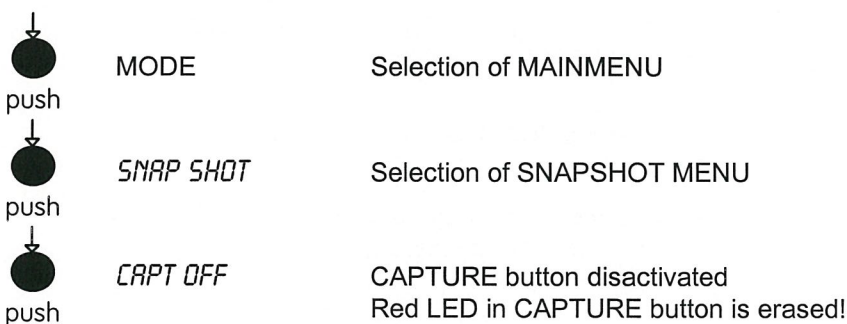 MODE Selection of MAINMENU
push
SNAP SHOT Selection of SNAPSHOT MENU
push
CAPT OFF CAPTURE button disactivated
push Red LED in CAPTURE button is erased!